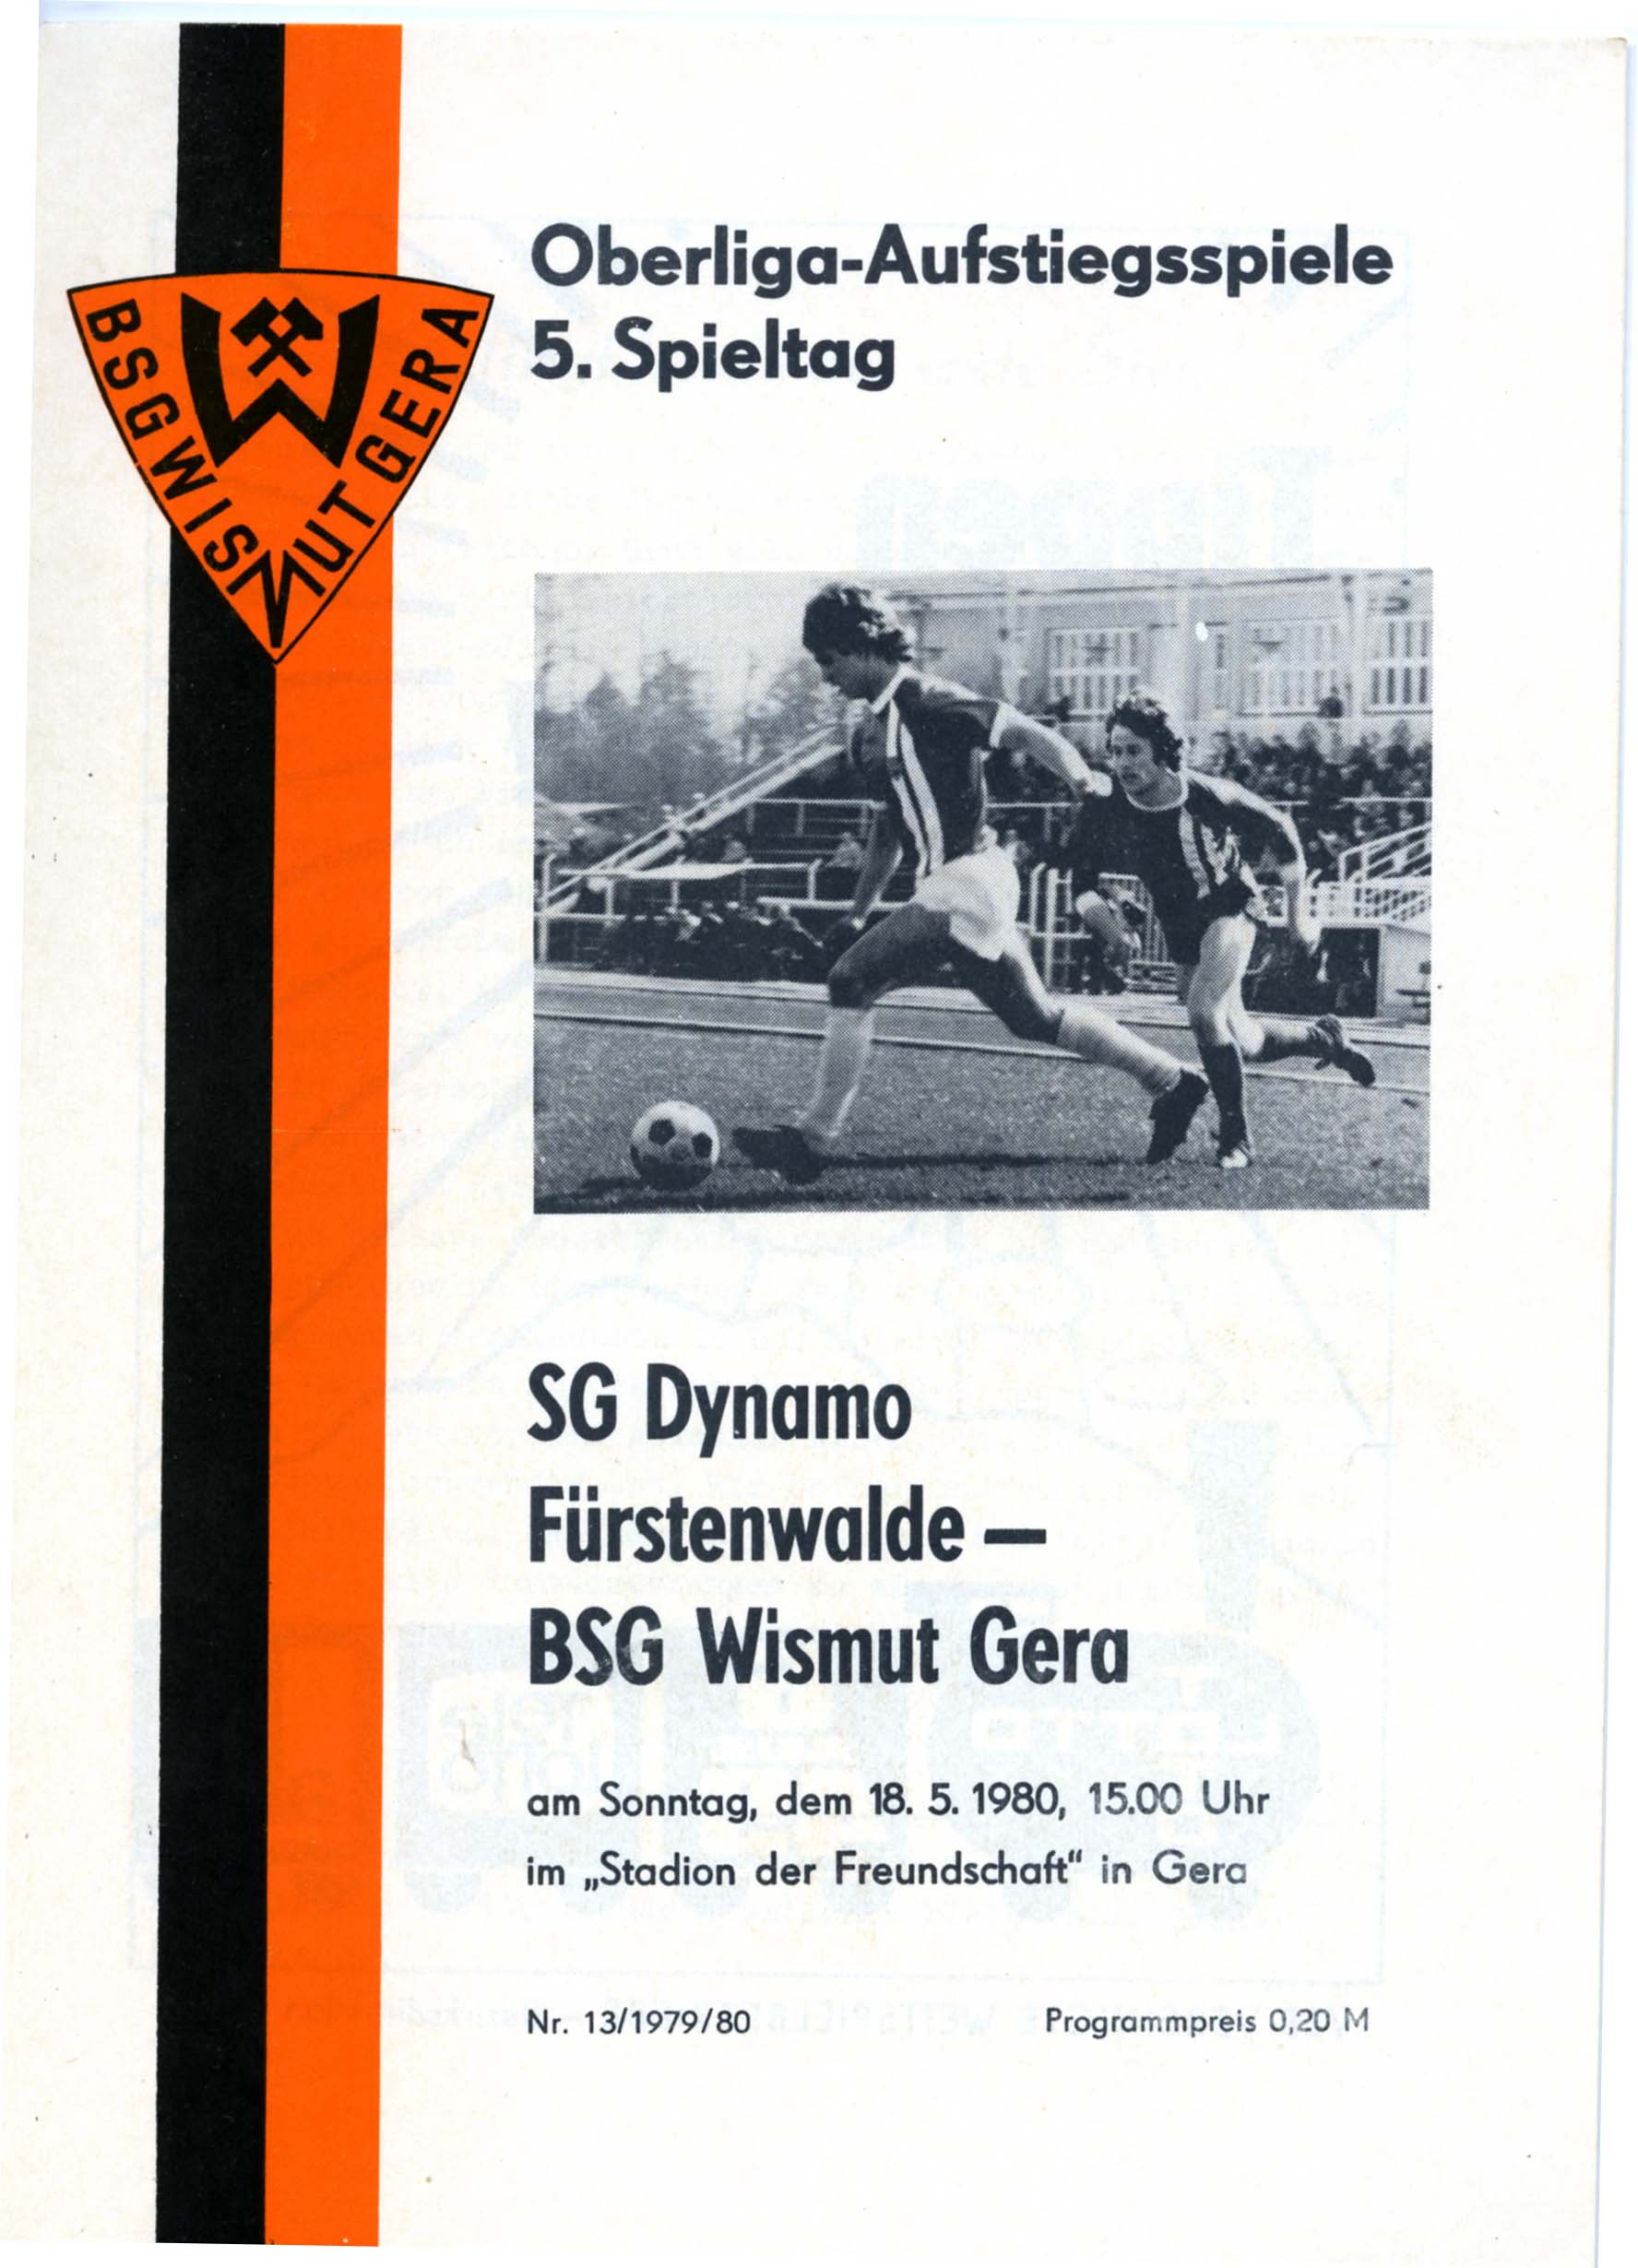 BSG WISMUT GERA
Oberliga-Aufstiegsspiele
5. Spieltag
SG Dynamo
Fürstenwalde –
BSG Wismut Gera
am Sonntag, dem 18. 5. 1980, 15.00 Uhr
im „Stadion der Freundschaft“ in Gera
Nr. 13/1979/80
Programmpreis 0,20 M